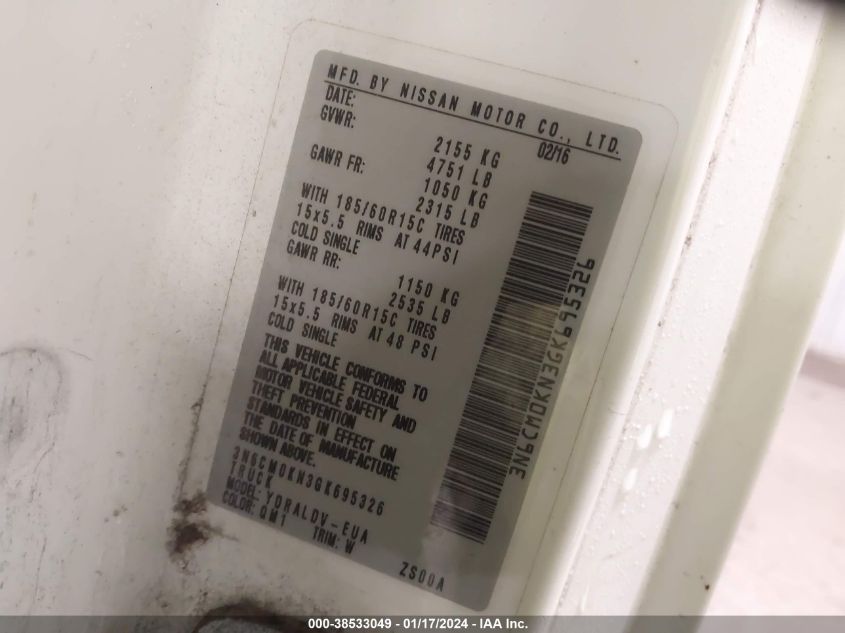 MFD. BY NISSAN MOTOR CO., LTD.
DATE: 02/16
GVWR: 2155 KG
4751 LB
GAWR FR: 1050 KG
2315 LB
WITH 185/60R15C TIRES
15x5.5 RIMS AT 44PSI
COLD SINGLE
GAWR RR: 1150 KG
2535 LB
WITH 185/60R15C TIRES
15x5.5 RIMS AT 48 PSI
COLD SINGLE
THIS VEHICLE CONFORMS TO
ALL APPLICABLE FEDERAL
MOTOR VEHICLE SAFETY AND
THEFT PREVENTION
STANDARDS IN EFFECT ON
THE DATE OF MANUFACTURE
SHOWN ABOVE.
3N6CM0KN3GK695326
TRUCK
MODEL: YDRALDV-EUA
COLOR: QM1 TRIM: W
ZS00A
3N6CM0KN3GK695326
000-38533049 - 01/17/2024 - IAA Inc.